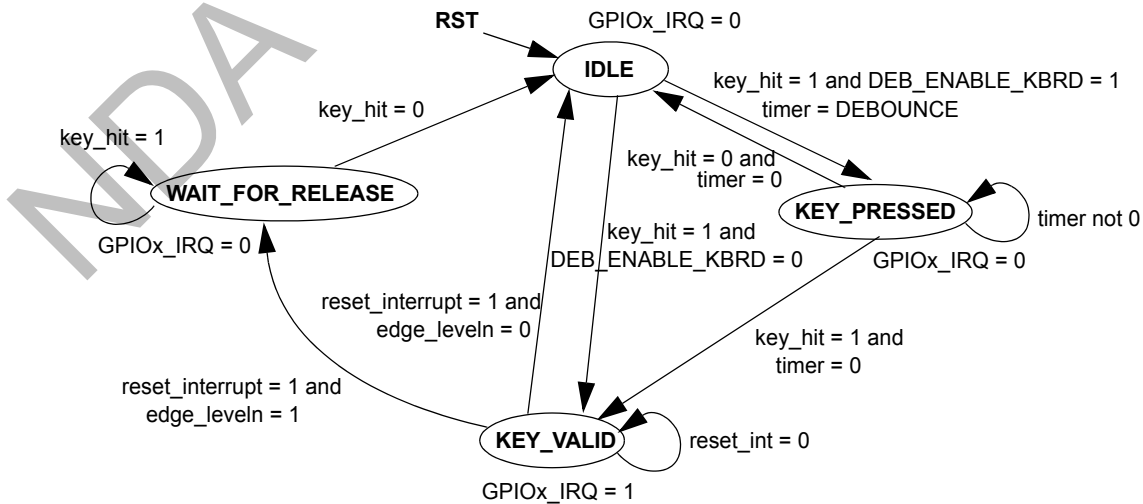 RST
GPIOx_IRQ = 0
IDLE
key_hit = 1 and DEB_ENABLE_KBRD = 1
timer = DEBOUNCE
key_hit = 0
key_hit = 1
key_hit = 0 and
timer = 0
WAIT_FOR_RELEASE
KEY_PRESSED
timer not 0
GPIOx_IRQ = 0
key_hit = 1 and
DEB_ENABLE_KBRD = 0
GPIOx_IRQ = 0
reset_interrupt = 1 and
edge_leveln = 0
key_hit = 1 and
timer = 0
reset_interrupt = 1 and
edge_leveln = 1
KEY_VALID
reset_int = 0
GPIOx_IRQ = 1
NDA